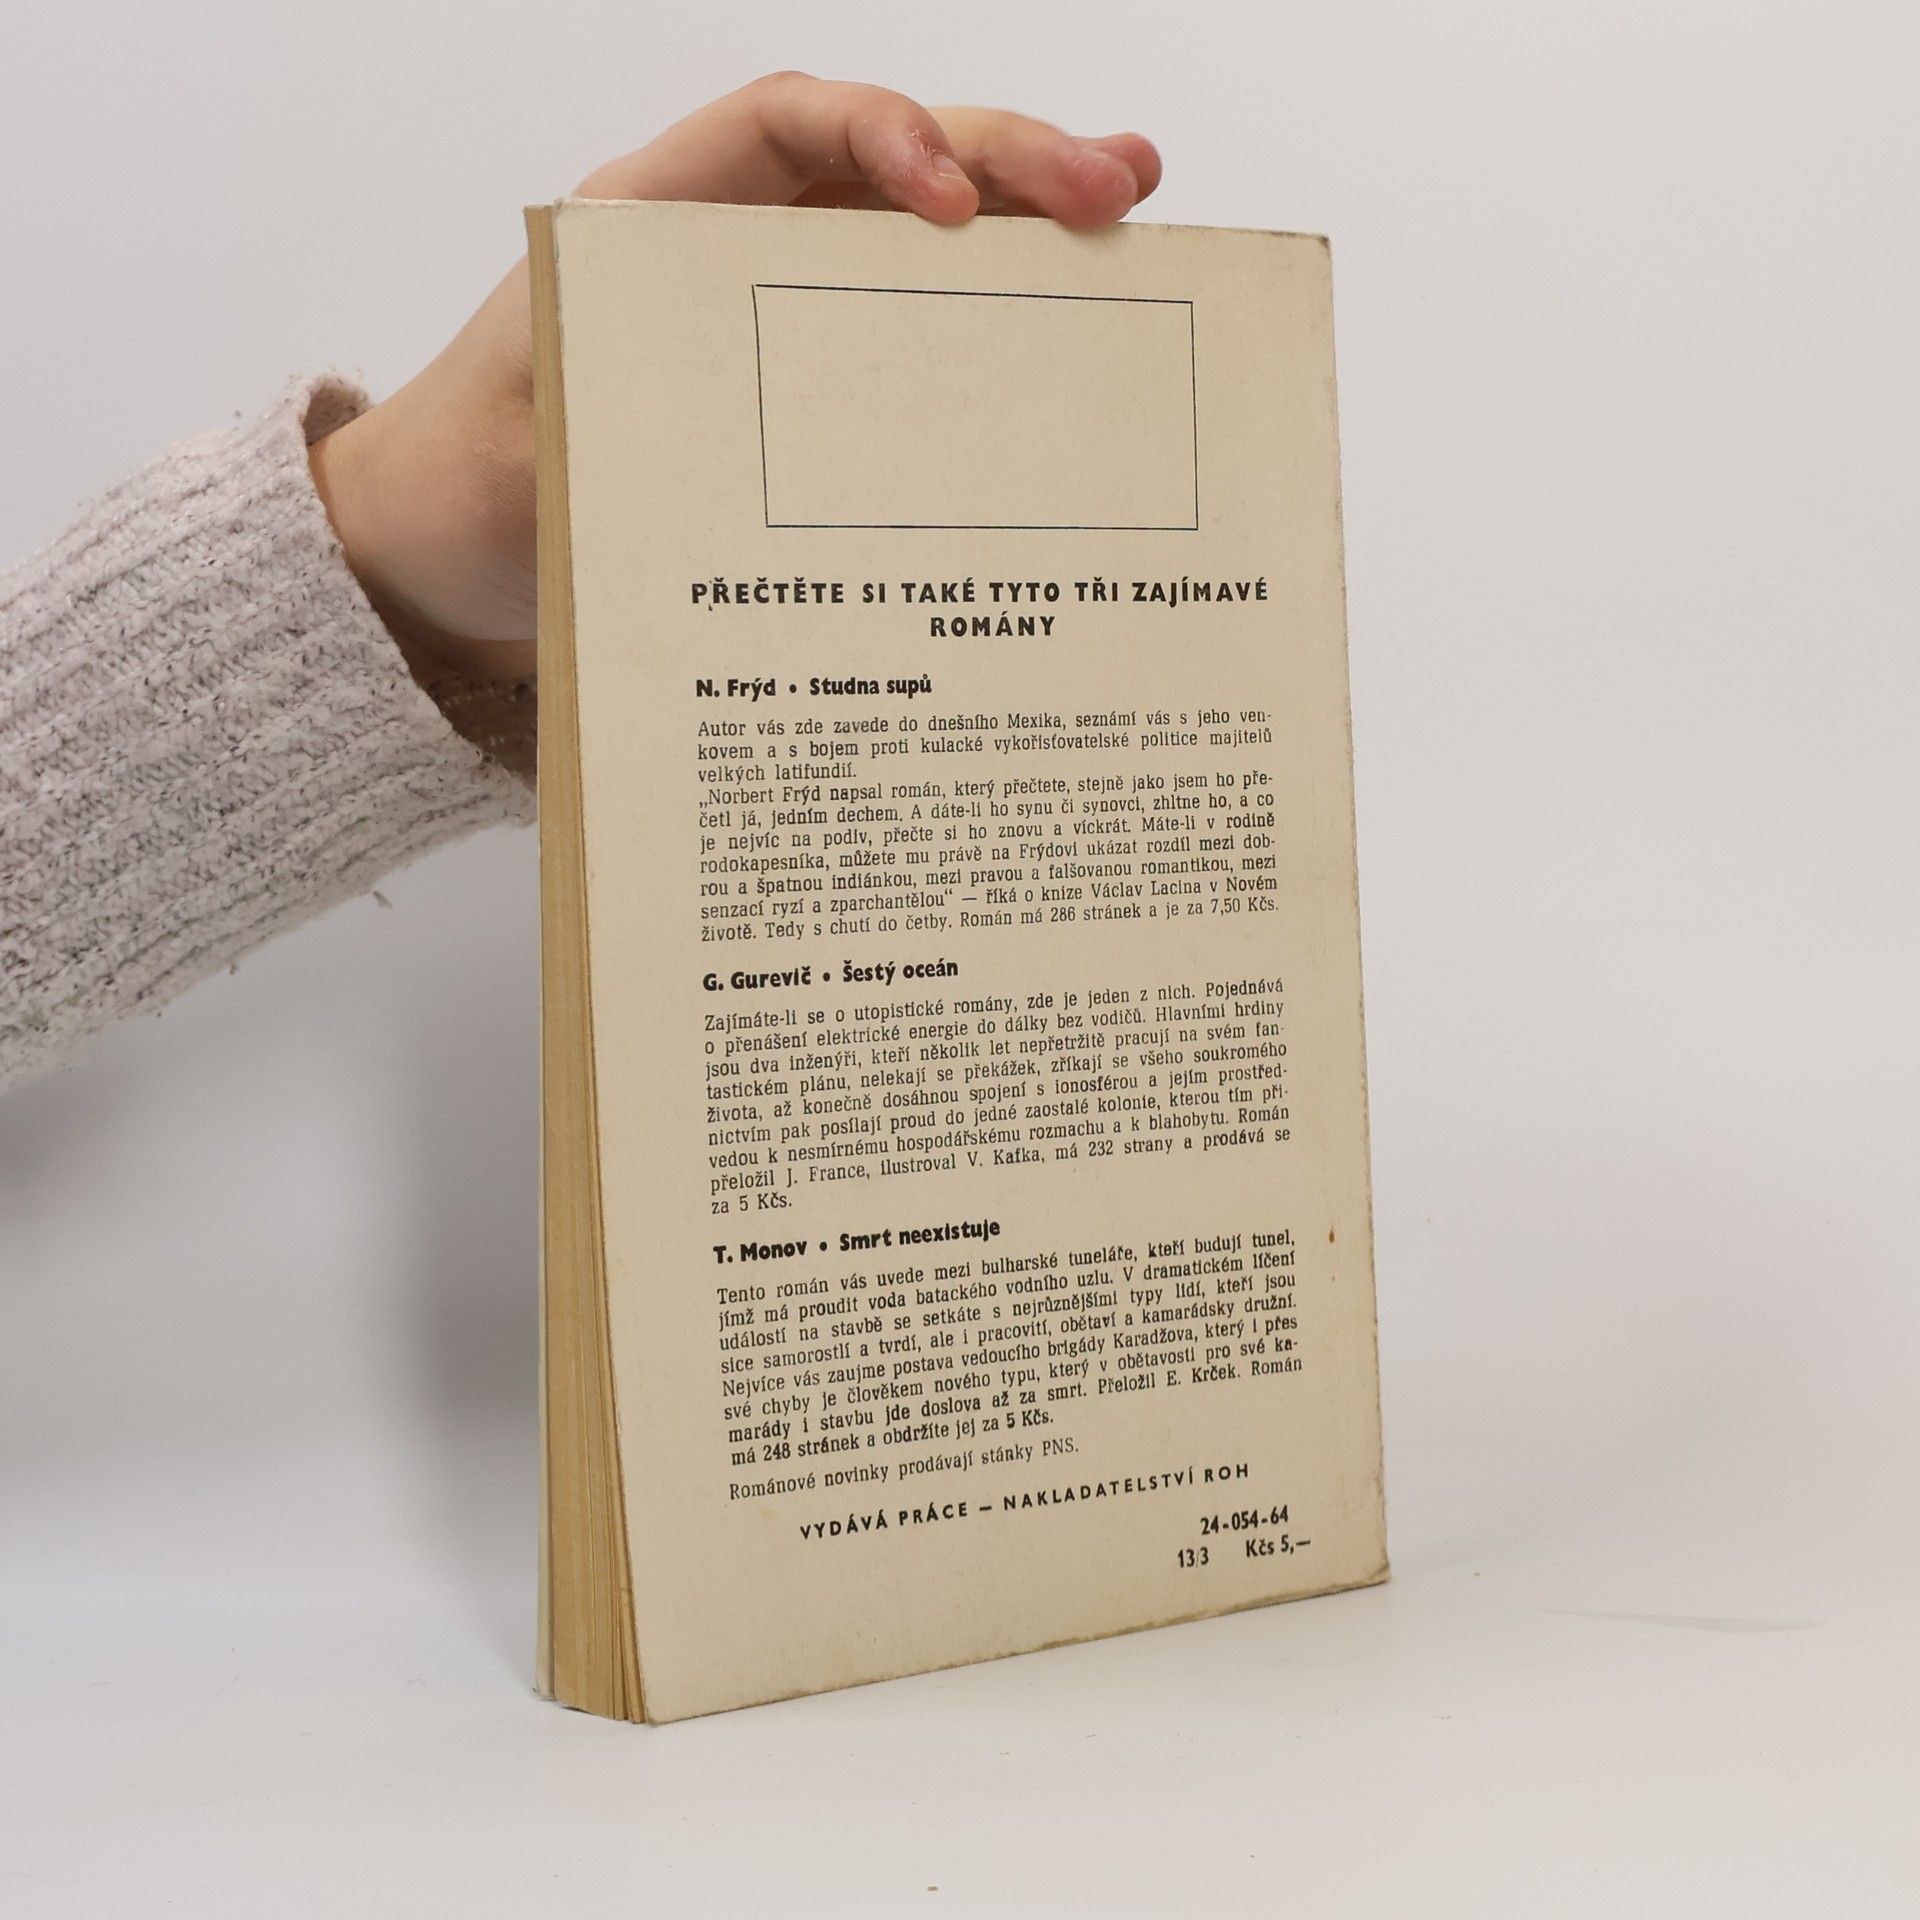 PŘEČTĚTE SI TAKÉ TYTO TŘI ZAJÍMAVÉ
ROMÁNY
N. Frýd • Studna supů
Autor vás zde zavede do dnešního Mexika, seznámí vás s jeho ven-
kovem a s bojem proti kulacké vykořisťovatelské politice majitelů
velkých latifundií.
„Norbert Frýd napsal román, který přečtete, stejně jako jsem ho pře-
četl já, jedním dechem. A dáte-li ho synu či synovci, zhltne ho, a co
je nejvíc na podiv, přečte si ho znovu a víckrát. Máte-li v rodině
rodokapesníka, můžete mu právě na Frýdovi ukázat rozdíl mezi dob-
rou a špatnou indiánkou, mezi pravou a falšovanou romantikou, mezi
senzací ryzí a zparchantělou“ — říká o knize Václav Lacina v Novém
životě. Tedy s chutí do četby. Román má 286 stránek a je za 7,50 Kčs.
G. Gurevič • Šestý oceán
Zajímáte-li se o utopistické romány, zde je jeden z nich. Pojednává
o přenášení elektrické energie do dálky bez vodičů. Hlavními hrdiny
jsou dva inženýři, kteří několik let nepřetržitě pracují na svém fan-
tastickém plánu, nelekají se překážek, zříkají se všeho soukromého
života, až konečně dosáhnou spojení s ionosférou a jejím prostřed-
nictvím pak posílají proud do jedné zaostalé kolonie, kterou tím při-
vedou k nesmírnému hospodářskému rozmachu a k blahobytu. Román
přeložil J. France, ilustroval V. Kafka, má 232 strany a prodává se
za 5 Kčs.
T. Monov • Smrt neexistuje
Tento román vás uvede mezi bulharské tuneláře, kteří budují tunel,
jímž má proudit voda batackého vodního uzlu. V dramatickém líčení
událostí na stavbě se setkáte s nejrůznějšími typy lidí, kteří jsou
sice samorostlí a tvrdí, ale i pracovití, obětaví a kamarádsky družní.
Nejvíce vás zaujme postava vedoucího brigády Karadžova, který i přes
své chyby je člověkem nového typu, který v obětavosti pro své ka-
marády i stavbu jde doslova až za smrt. Přeložil E. Krček. Román
má 248 stránek a obdržíte jej za 5 Kčs.
Románové novinky prodávají stánky PNS.
VYDÁVÁ PRÁCE — NAKLADATELSTVÍ ROH
24-054-64
13/3 Kčs 5,—